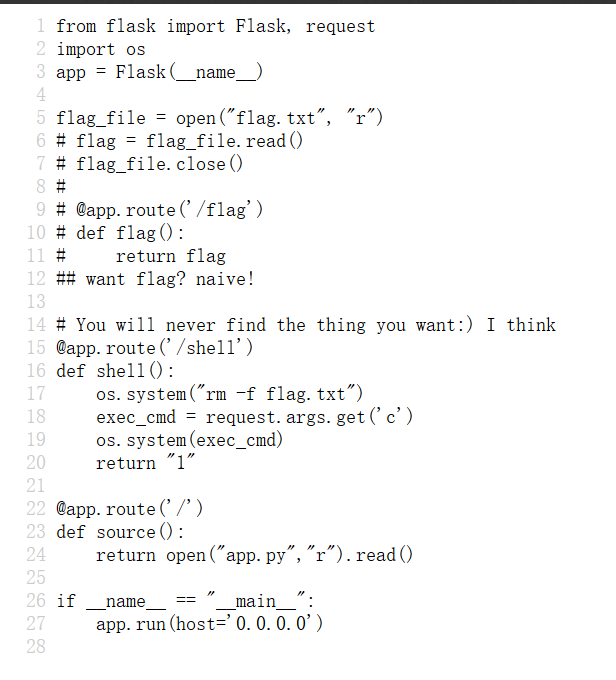 1 from flask import Flask, request
2 import os
3 app = Flask(__name__)
4
5 flag_file = open("flag.txt", "r")
6 # flag = flag_file.read()
7 # flag_file.close()
8 #
9 # @app.route('/flag')
10 # def flag():
11 #     return flag
12 ## want flag? naive!
13
14 # You will never find the thing you want:) I think
15 @app.route('/shell')
16 def shell():
17     os.system("rm -f flag.txt")
18     exec_cmd = request.args.get('c')
19     os.system(exec_cmd)
20     return "1"
21
22 @app.route('/')
23 def source():
24     return open("app.py","r").read()
25
26 if __name__ == "__main__":
27     app.run(host='0.0.0.0')
28